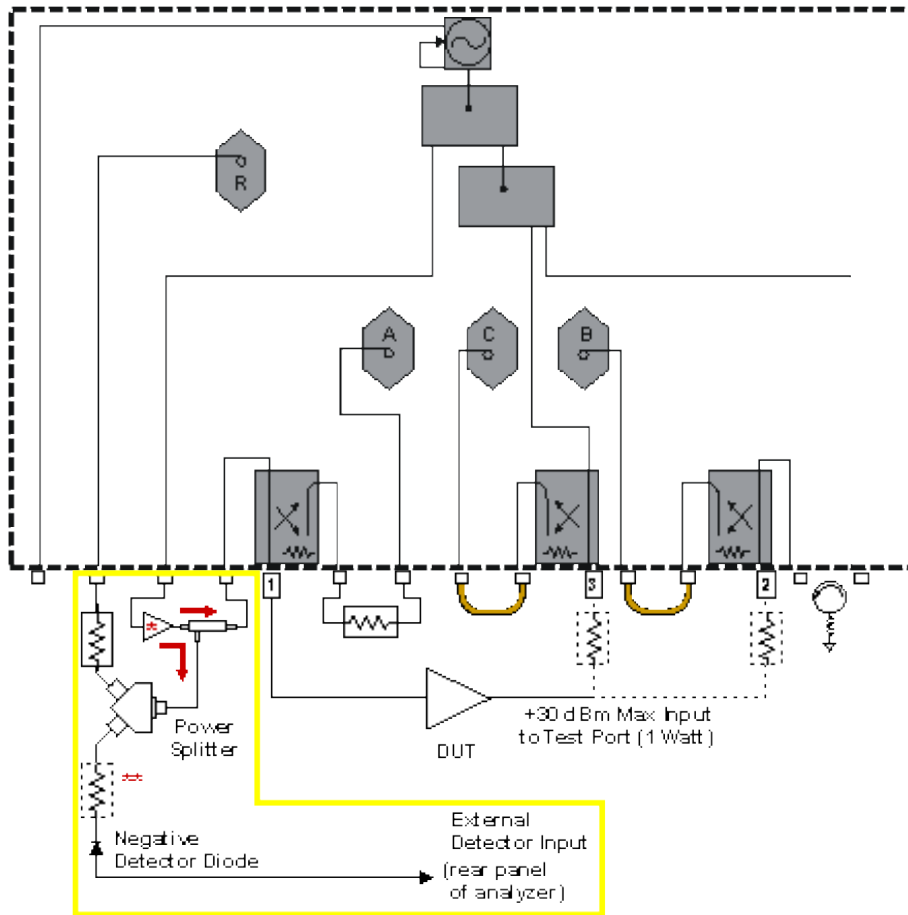 R
A
C
B
1
3
2
*
Power
Splitter
**
DUT
+30 dBm Max Input
to Test Port (1 Watt)
Negative
Detector Diode
External
Detector Input
(rear panel
of analyzer)